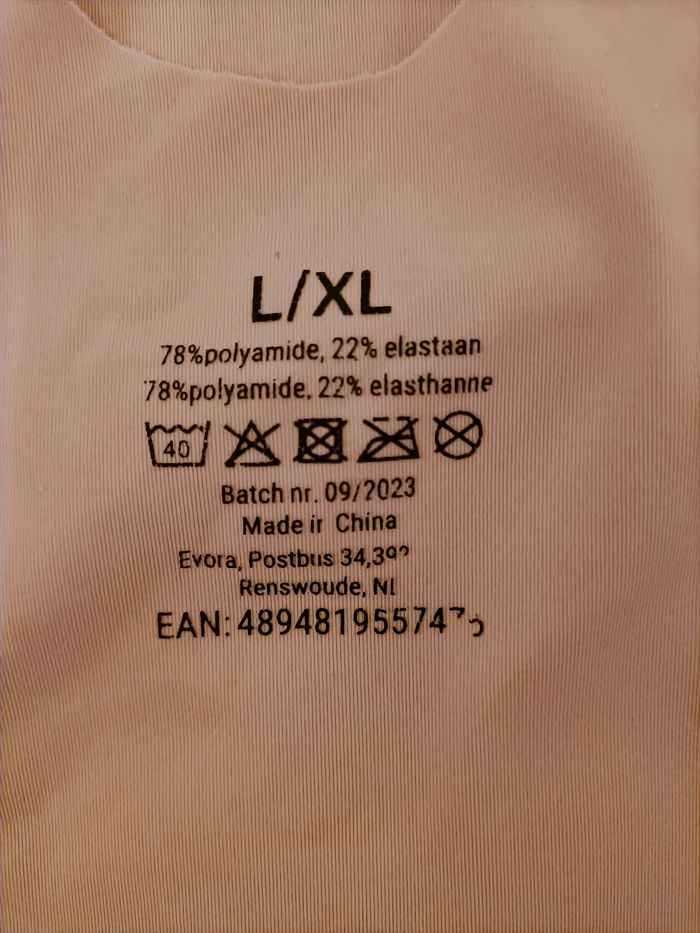 L/XL
78%polyamide, 22% elastaan
78%polyamide, 22% elasthanne
40
Batch nr. 09/2023
Made in China
Evora, Postbus
Renswoude, NL
EAN: